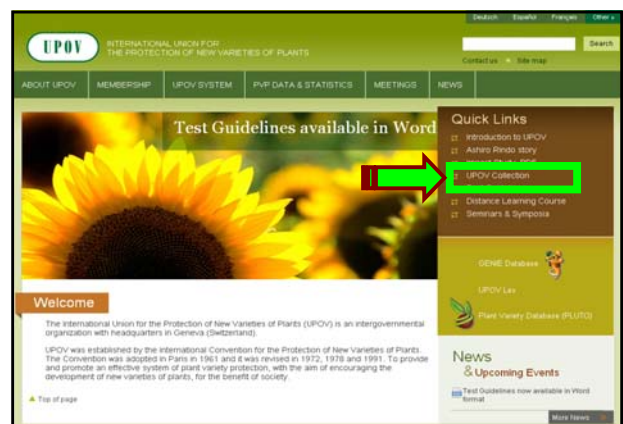 Deutsch Español Français Other
UPOV
INTERNATIONAL UNION FOR
THE PROTECTION OF NEW VARIETIES OF PLANTS
Search
Contact us Site map
ABOUT UPOV MEMBERSHIP UPOV SYSTEM PVP DATA & STATISTICS MEETINGS NEWS
Test Guidelines available in Word
Quick Links
Introduction to UPOV
Ashiro Rindo story
UPOV Collection
Distance Learning Course
Seminars & Symposia
GENIE Database
UPOV Lex
Plant Variety Database (PLUTO)
Welcome
The International Union for the Protection of New Varieties of Plants (UPOV) is an intergovernmental
organization with headquarters in Geneva (Switzerland).
UPOV was established by the International Convention for the Protection of New Varieties of Plants.
The Convention was adopted in Paris in 1961 and it was revised in 1972, 1978 and 1991. To provide
and promote an effective system of plant variety protection, with the aim of encouraging the
development of new varieties of plants, for the benefit of society.
Top of page
News
& Upcoming Events
Test Guidelines now available in Word
format
More News